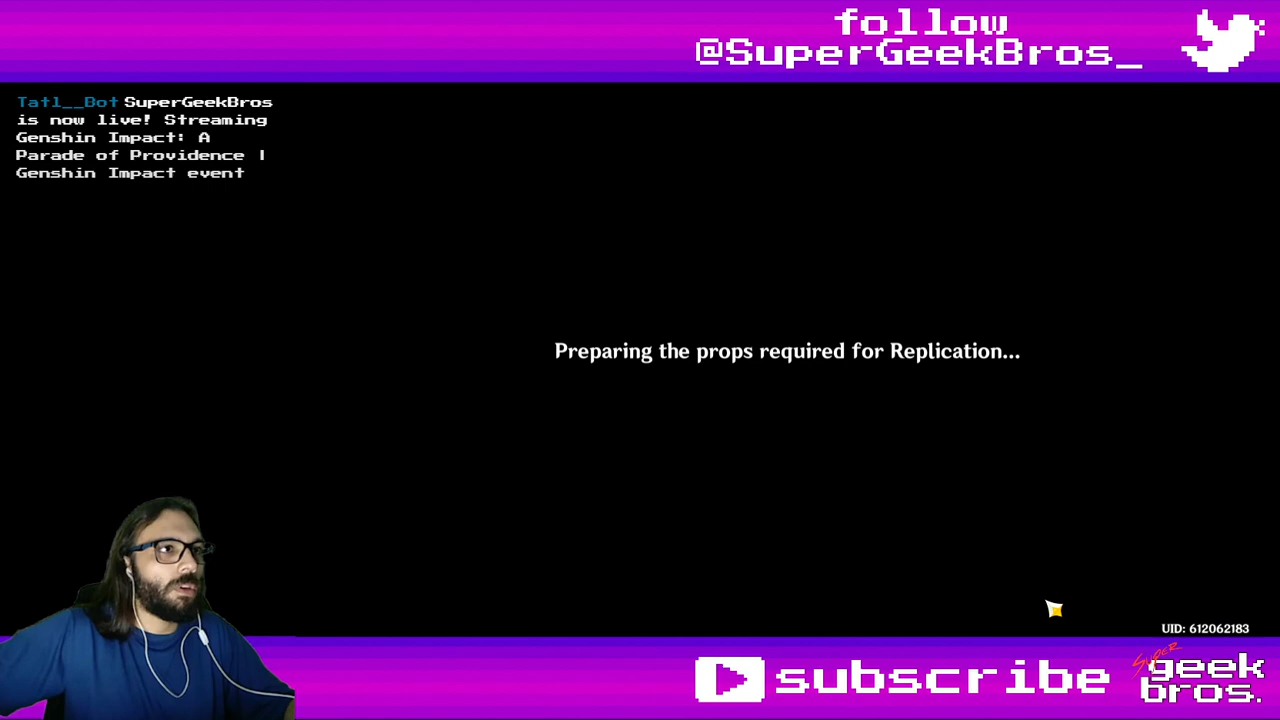 follow
@SuperGeekBros_
Tatl__Bot SuperGeekBros
is now live! Streaming
Genshin Impact: A
Parade of Providence |
Genshin Impact event
Preparing the props required for Replication...
UID: 612062183
subscribe
SUPER
geek
bros.